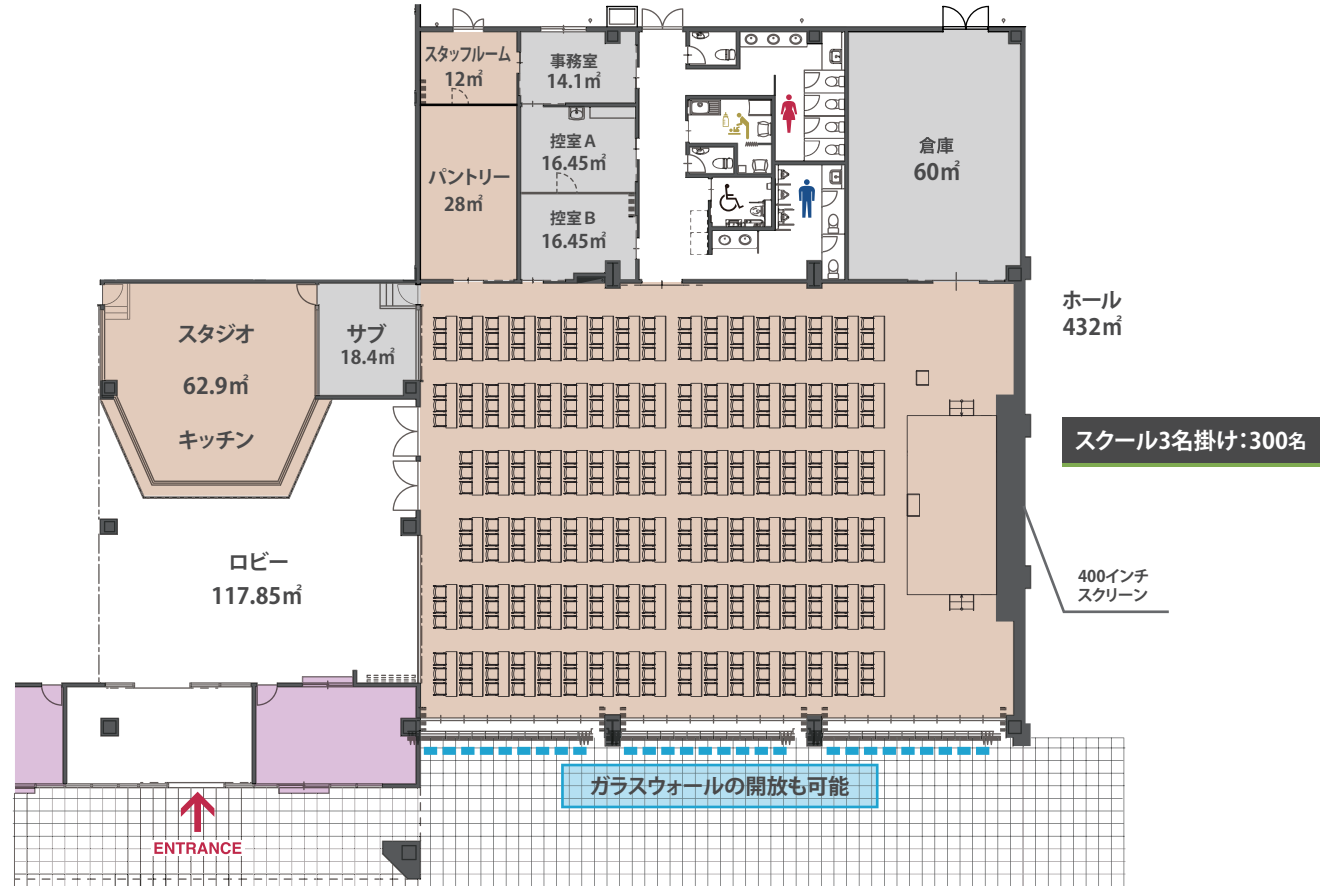 スタッフルーム
12㎡
事務室
14.1㎡
控室A
16.45㎡
パントリー
28㎡
控室B
16.45㎡
倉庫
60㎡
スタジオ
62.9㎡
キッチン
サブ
18.4㎡
ホール
432㎡
スクール3名掛け：300名
400インチ
スクリーン
ロビー
117.85㎡
ガラスウォールの開放も可能
ENTRANCE